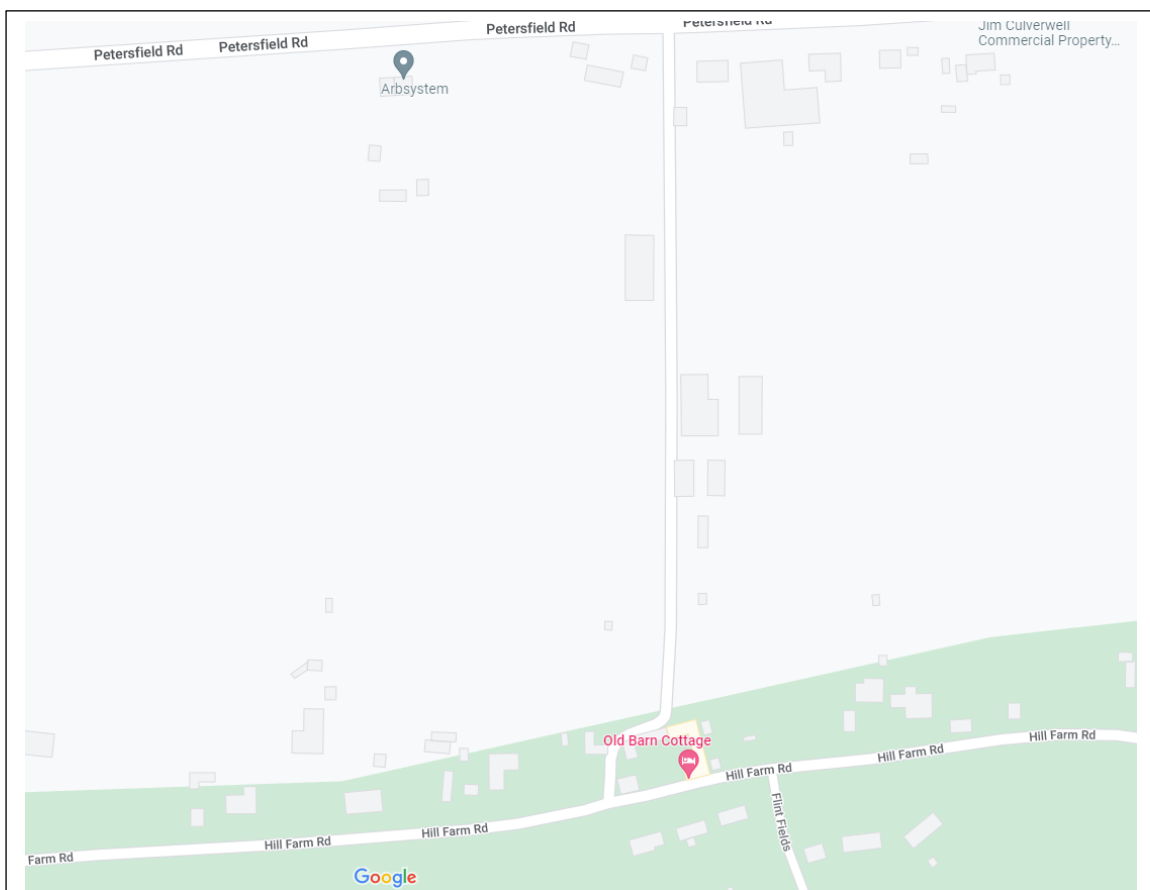 Petersfield Rd
Petersfield Rd
Petersfield Rd
Petersfield Rd
Jim Culverwell
Commercial Property...
Arbsystem
Old Barn Cottage
Hill Farm Rd
Hill Farm Rd
Hill Farm Rd
Flint Fields
Hill Farm Rd
Hill Farm Rd
Farm Rd
Google